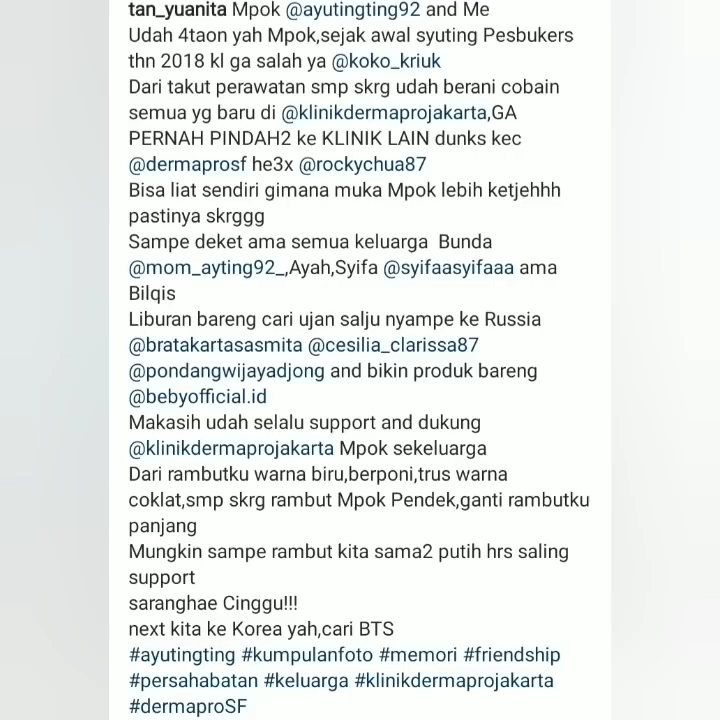 tan_yuanita Mpok @ayutingting92 and Me
Udah 4taon yah Mpok,sejak awal syuting Pesbukers
thn 2018 kl ga salah ya @koko_kriuk
Dari takut perawatan smp skrg udah berani cobain
semua yg baru di @klinikdermaprojakarta,GA
PERNAH PINDAH2 ke KLINIK LAIN dunks kec
@dermaprosf he3x @rockychua87
Bisa liat sendiri gimana muka Mpok lebih ketjehhh
pastinya skrggg
Sampe deket ama semua keluarga Bunda
@mom_ayting92_,Ayah,Syifa @syifaasyifaaa ama
Bilqis
Liburan bareng cari ujan salju nyampe ke Russia
@bratakartasasmita @cesilia_clarissa87
@pondangwijayadjong and bikin produk bareng
@bebyofficial.id
Makasih udah selalu support and dukung
@klinikdermaprojakarta Mpok sekeluarga
Dari rambutku warna biru,berponi,trus warna
coklat,smp skrg rambut Mpok Pendek,ganti rambutku
panjang
Mungkin sampe rambut kita sama2 putih hrs saling
support
saranghae Cinggu!!!
next kita ke Korea yah,cari BTS
#ayutingting #kumpulanfoto #memori #friendship
#persahabatan #keluarga #klinikdermaprojakarta
#dermaproSF